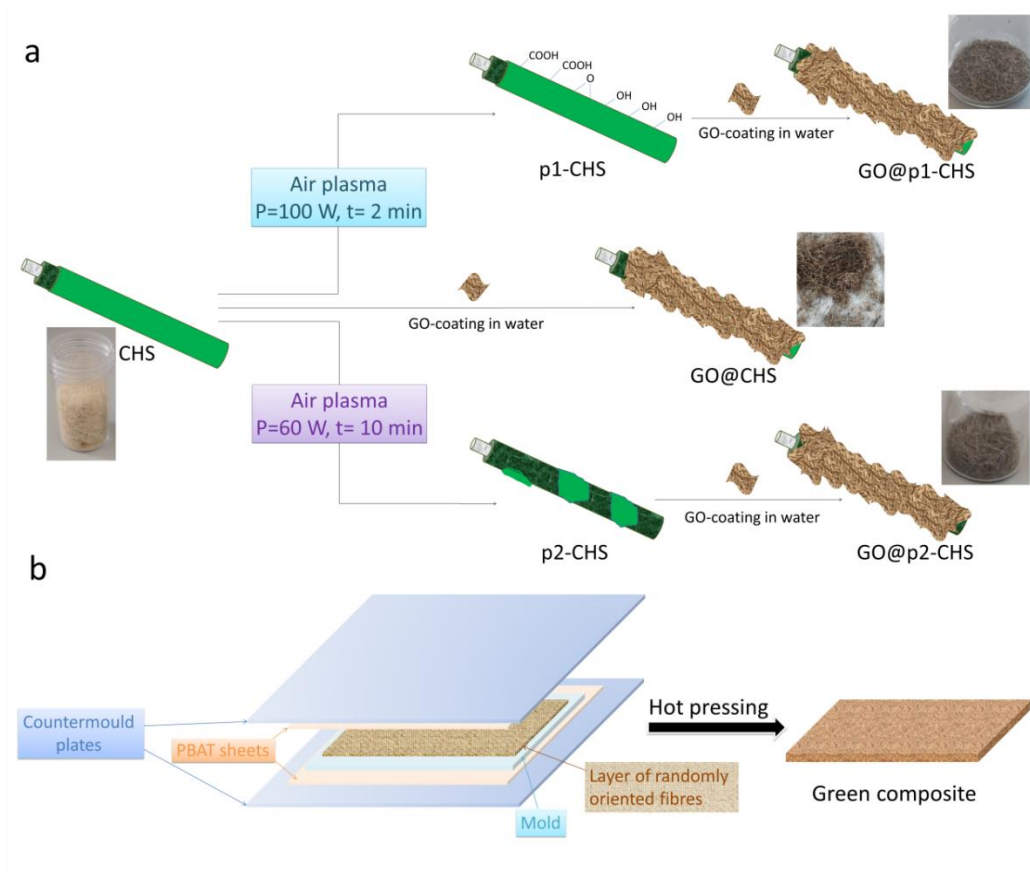 a
COOH
COOH
O
OH
OH
OH
p1-CHS
GO-coating in water
GO@p1-CHS
Air plasma
P=100 W, t= 2 min
CHS
GO-coating in water
GO@CHS
Air plasma
P=60 W, t= 10 min
p2-CHS
GO-coating in water
GO@p2-CHS
b
Countermould
plates
PBAT sheets
Layer of randomly
oriented fibres
Mold
Hot pressing
Green composite